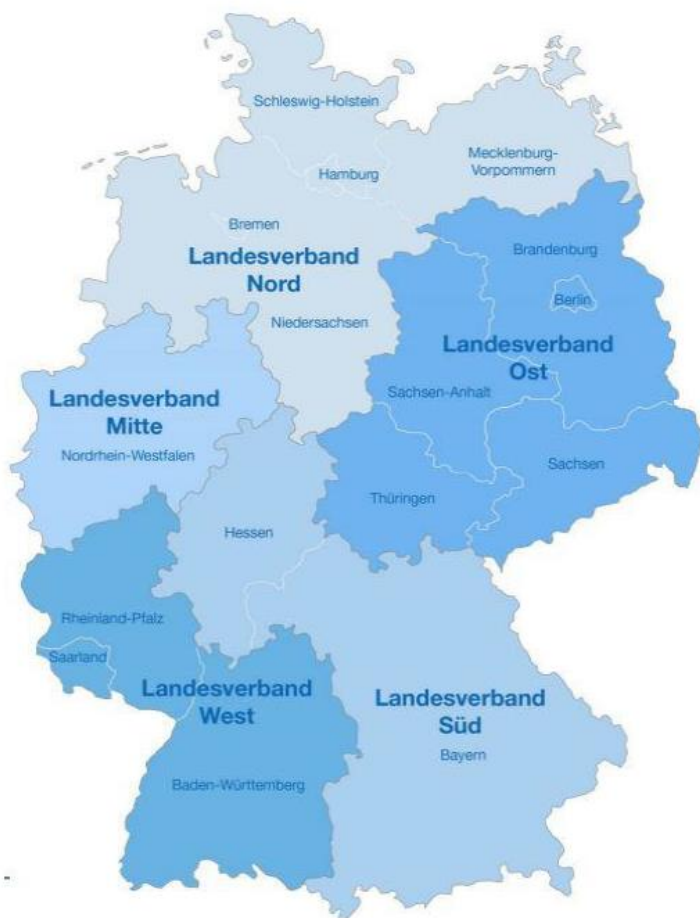 Schleswig-Holstein
Mecklenburg-
Vorpommern
Hamburg
Bremen
Landesverband
Nord
Niedersachsen
Brandenburg
Berlin
Landesverband
Ost
Sachsen-Anhalt
Sachsen
Thüringen
Landesverband
Mitte
Nordrhein-Westfalen
Hessen
Rheinland-Pfalz
Saarland
Landesverband
West
Baden-Württemberg
Landesverband
Süd
Bayern